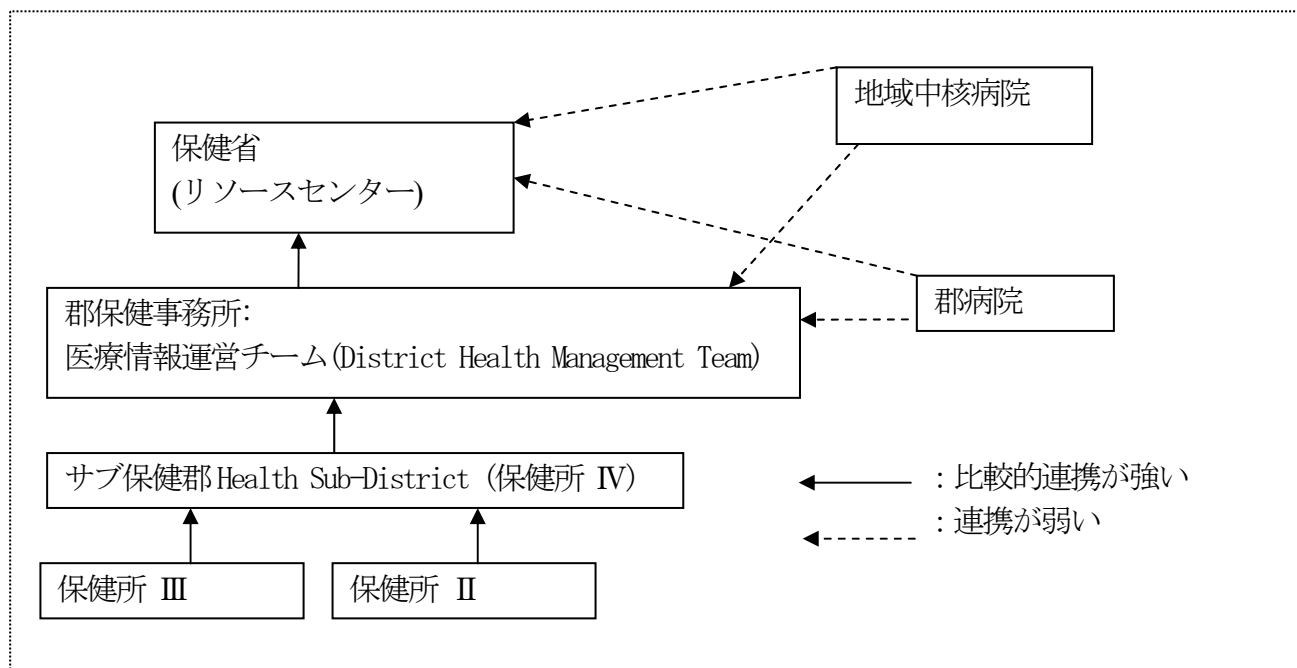 地域中核病院
保健省
(リソースセンター)
郡病院
郡保健事務所:
医療情報運営チーム(District Health Management Team)
サブ保健郡 Health Sub-District (保健所 Ⅳ)
:比較的連携が強い
:連携が弱い
保健所 Ⅲ
保健所 Ⅱ